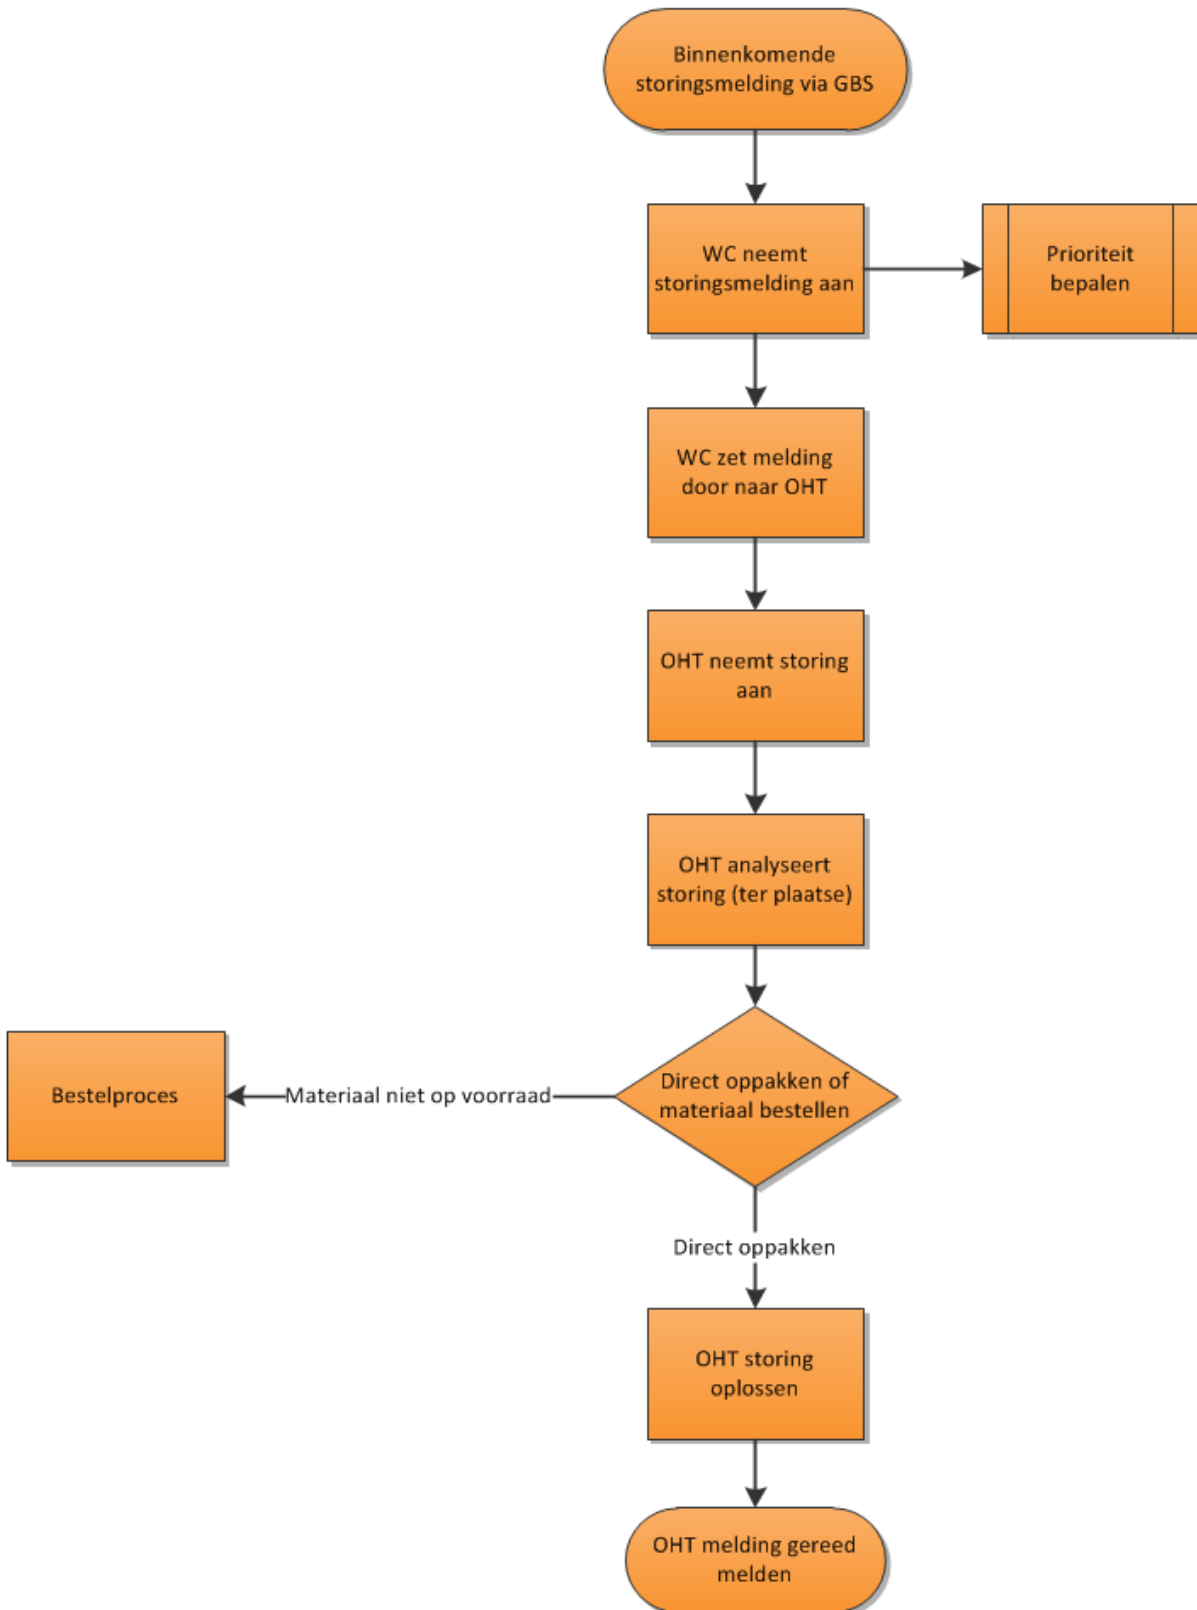 Binnenkomende
storingsmelding via GBS
WC neemt
storingsmelding aan
Prioriteit
bepalen
WC zet melding
door naar OHT
OHT neemt storing
aan
OHT analyseert
storing (ter plaatse)
Bestelproces
Materiaal niet op voorraad
Direct oppakken of
materiaal bestellen
Direct oppakken
OHT storing
oplossen
OHT melding gereed
melden